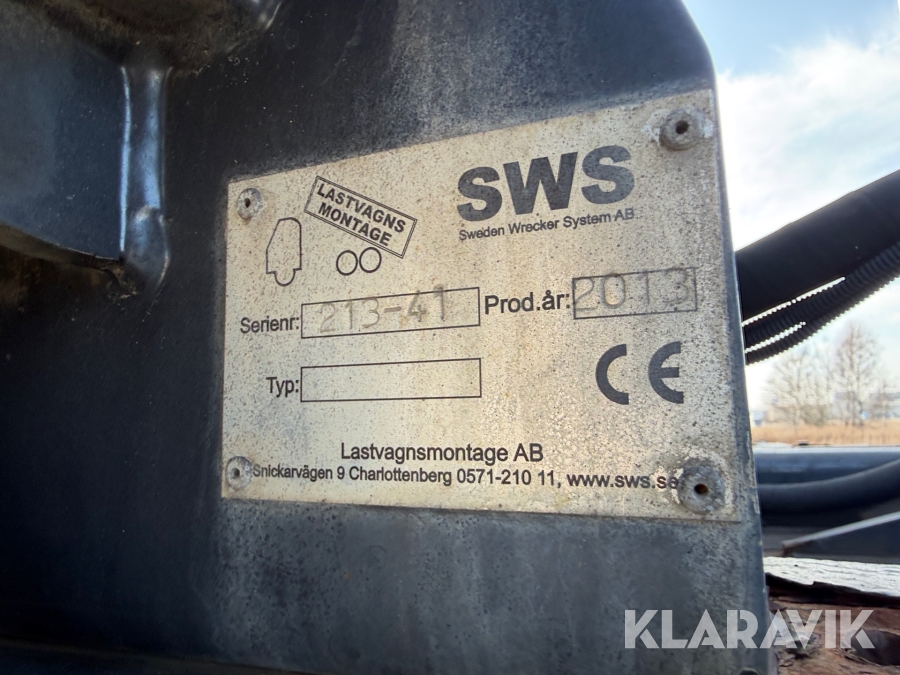 LASTVAGNS
MONTAGE
SWS
Sweden Wrecker System AB
Serienr: 213-41 Prod.år: 2013
Typ:
CE
Lastvagnsmontage AB
Snickarvägen 9 Charlottenberg 0571-210 11, www.sws.se
KLARAVIK